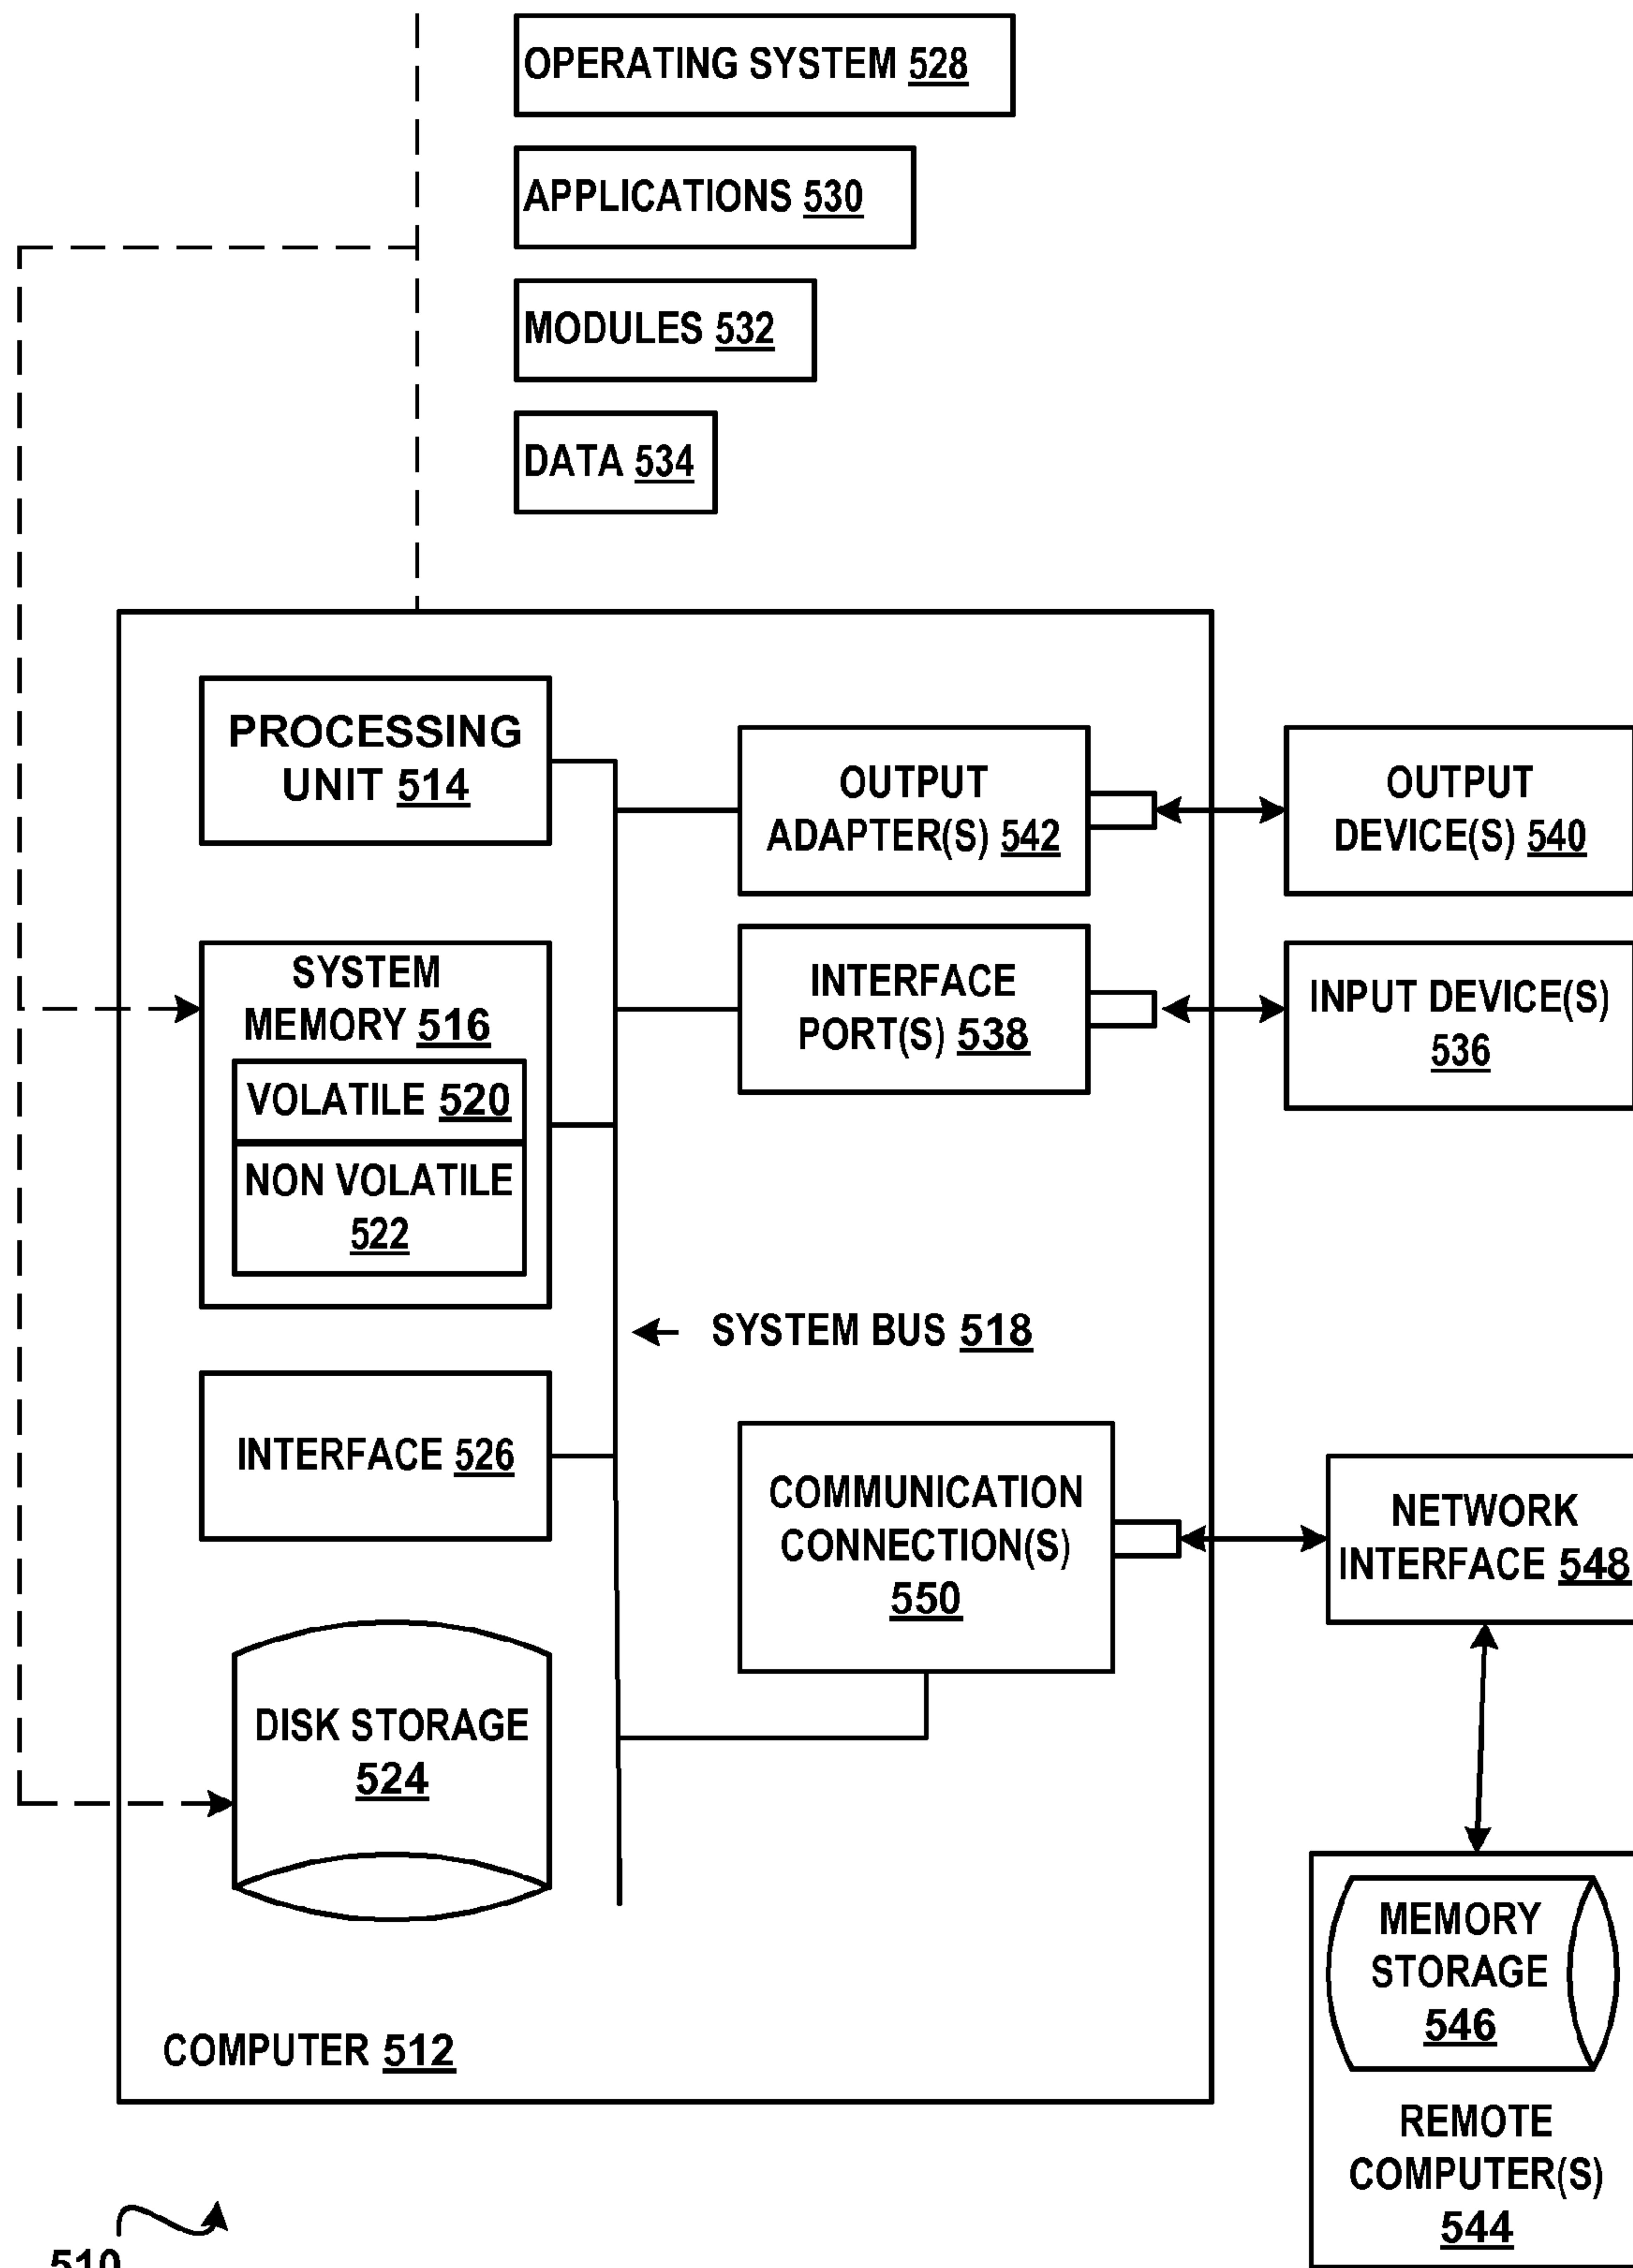 OPERATING SYSTEM 528
APPLICATIONS 530
MODULES 532
DATA 534
PROCESSING
UNIT 514
OUTPUT
ADAPTER(S) 542
OUTPUT
DEVICE(S) 540
SYSTEM
MEMORY 516
VOLATILE 520
NON VOLATILE
522
INTERFACE
PORT(S) 538
INPUT DEVICE(S)
536
SYSTEM BUS 518
INTERFACE 526
COMMUNICATION
CONNECTION(S)
550
NETWORK
INTERFACE 548
DISK STORAGE
524
MEMORY
STORAGE
546
REMOTE
COMPUTER(S)
544
COMPUTER 512
510